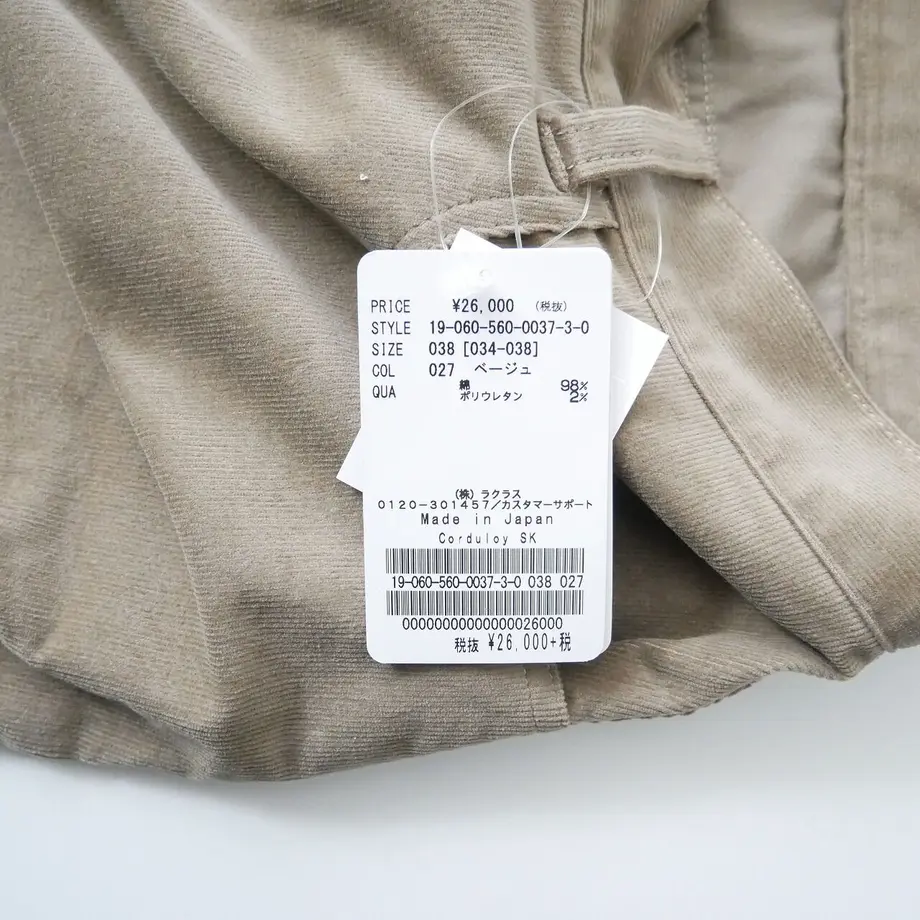 PRICE ¥26,000 (税抜)
STYLE 19-060-560-0037-3-0
SIZE 038 [034-038]
COL 027 ベージュ
QUA 綿 98%
ポリウレタン 2%
(株) ラクラス
0120-301457/カスタマーサポート
Made in Japan
Corduloy SK
19-060-560-0037-3-0 038 027
00000000000000026000
税抜 ¥26,000+税